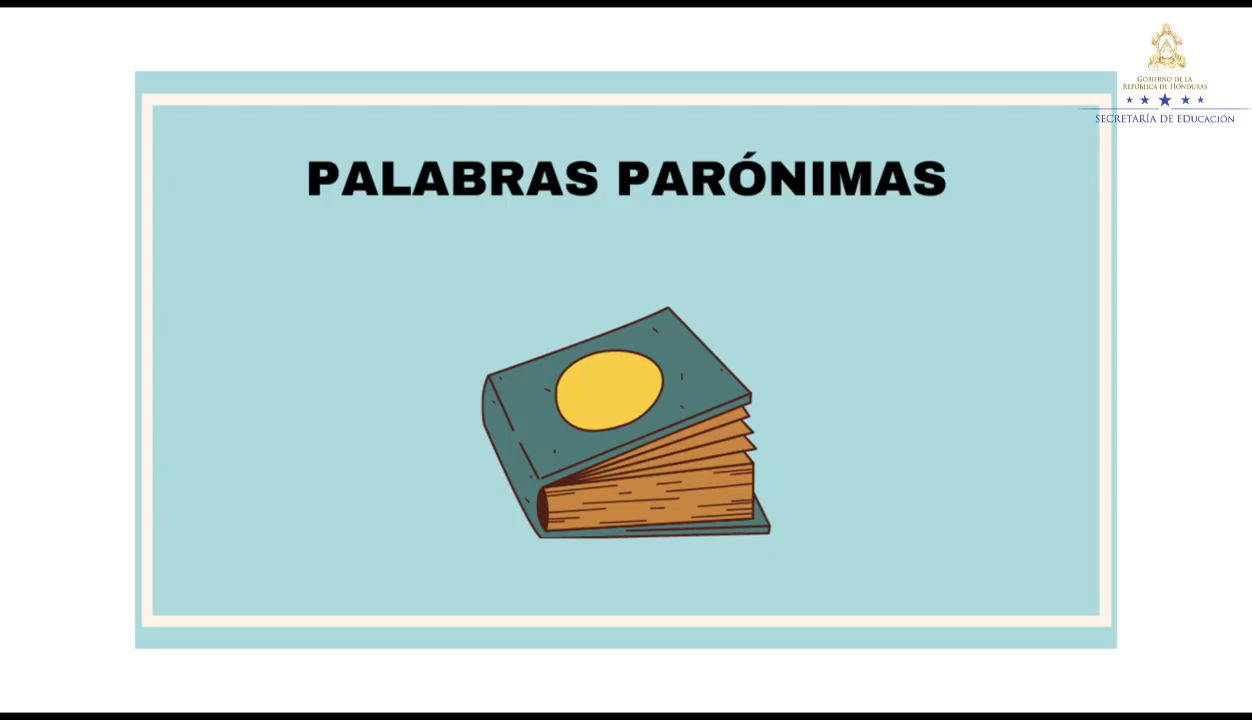 GOBIERNO DE LA
REPÚBLICA DE HONDURAS
SECRETARÍA DE EDUCACIÓN
PALABRAS PARÓNIMAS